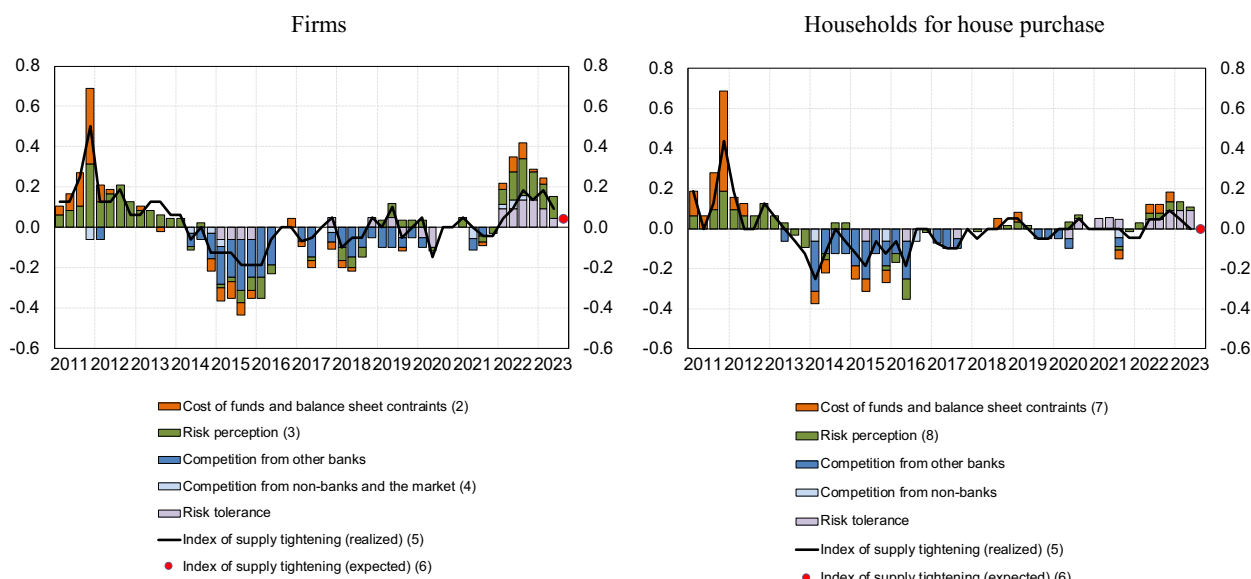 Firms
0.8
0.6
0.4
0.2
0.0
-0.2
-0.4
-0.6
0.8
0.6
0.4
0.2
0.0
-0.2
-0.4
-0.6
2011 2012 2013 2014 2015 2016 2017 2018 2019 2020 2021 2022 2023
Cost of funds and balance sheet contraints (2)
Risk perception (3)
Competition from other banks
Competition from non-banks and the market (4)
Risk tolerance
Index of supply tightening (realized) (5)
Index of supply tightening (expected) (6)
Households for house purchase
0.8
0.6
0.4
0.2
0.0
-0.2
-0.4
-0.6
0.8
0.6
0.4
0.2
0.0
-0.2
-0.4
-0.6
2011 2012 2013 2014 2015 2016 2017 2018 2019 2020 2021 2022 2023
Cost of funds and balance sheet contraints (7)
Risk perception (8)
Competition from other banks
Competition from non-banks
Risk tolerance
Index of supply tightening (realized) (5)
Index of supply tightening (expected) (6)